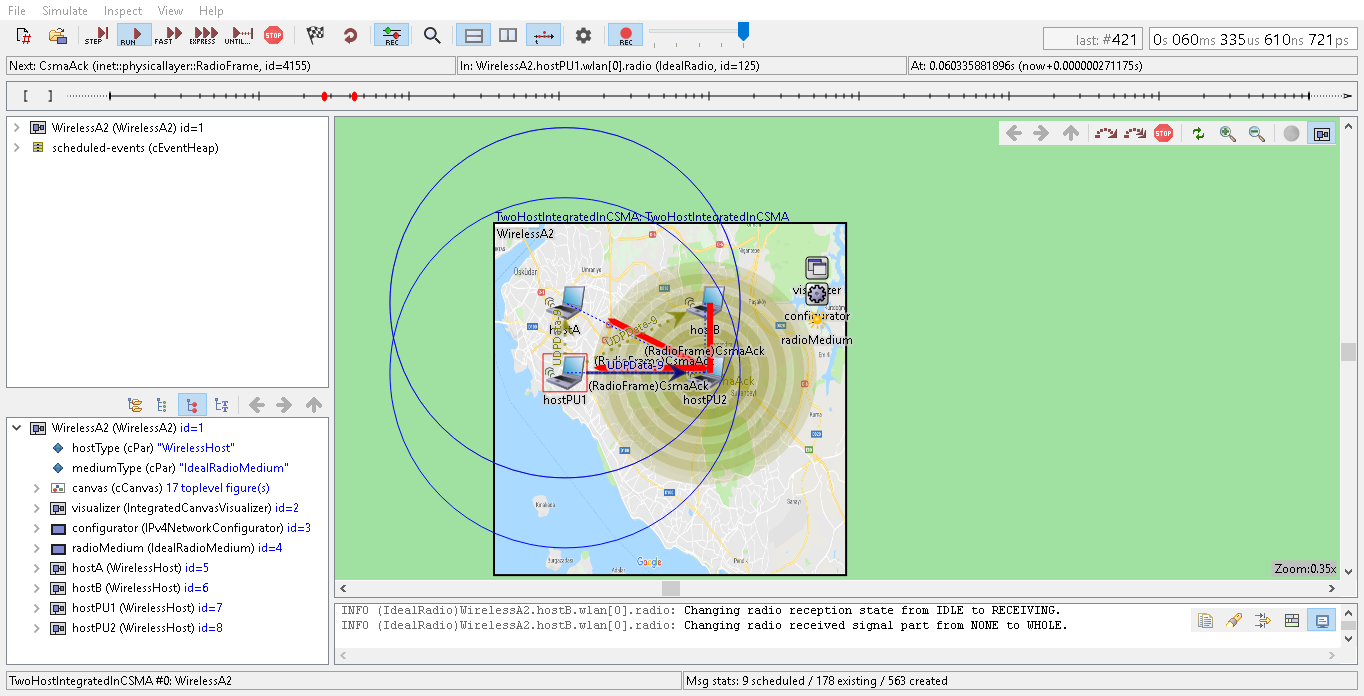 File Simulate Inspect View Help
STEP RUN FAST EXPRESS UNTIL... STOP REC REC
last: #421 0s 060ms 335us 610ns 721ps
Next: CsmaAck (inet::physicallayer::RadioFrame, id=4155) In: WirelessA2.hostPU1.wlan[0].radio (IdealRadio, id=125) At: 0.060335881896s (now+0.000000271175s)
[ ]
WirelessA2 (WirelessA2) id=1
scheduled-events (cEventHeap)
STOP
TwoHostIntegratedInCSMA: TwoHostIntegratedInCSMA
WirelessA2
Üsküdar
Ümraniye
hostA
hostB
visualizer
configurator
radioMedium
UDPData-9
UDPData-9
(RadioFrame)CsmaAck
(RadioFrame)CsmaAck
UDPData-9
(RadioFrame)CsmaAck
hostPU1
hostPU2
Google
Zoom:0.35x
WirelessA2 (WirelessA2) id=1
hostType (cPar) "WirelessHost"
mediumType (cPar) "IdealRadioMedium"
canvas (cCanvas) 17 toplevel figure(s)
visualizer (IntegratedCanvasVisualizer) id=2
configurator (IPv4NetworkConfigurator) id=3
radioMedium (IdealRadioMedium) id=4
hostA (WirelessHost) id=5
hostB (WirelessHost) id=6
hostPU1 (WirelessHost) id=7
hostPU2 (WirelessHost) id=8
INFO (IdealRadio)WirelessA2.hostB.wlan[0].radio: Changing radio reception state from IDLE to RECEIVING.
INFO (IdealRadio)WirelessA2.hostB.wlan[0].radio: Changing radio received signal part from NONE to WHOLE.
TwoHostIntegratedInCSMA #0: WirelessA2 Msg stats: 9 scheduled / 178 existing / 563 created